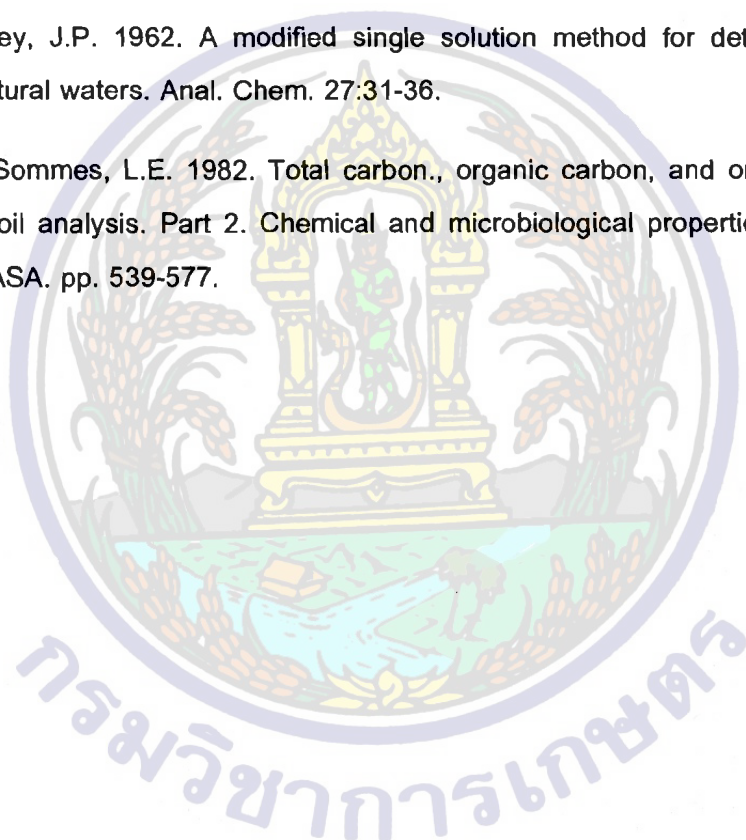 ey, J.P. 1962. A modified single solution method for det
tural waters. Anal. Chem. 27:31-36.
Sommes, L.E. 1982. Total carbon., organic carbon, and or
oil analysis. Part 2. Chemical and microbiological propertie
ASA. pp. 539-577.
กรมวิชาการเกษตร